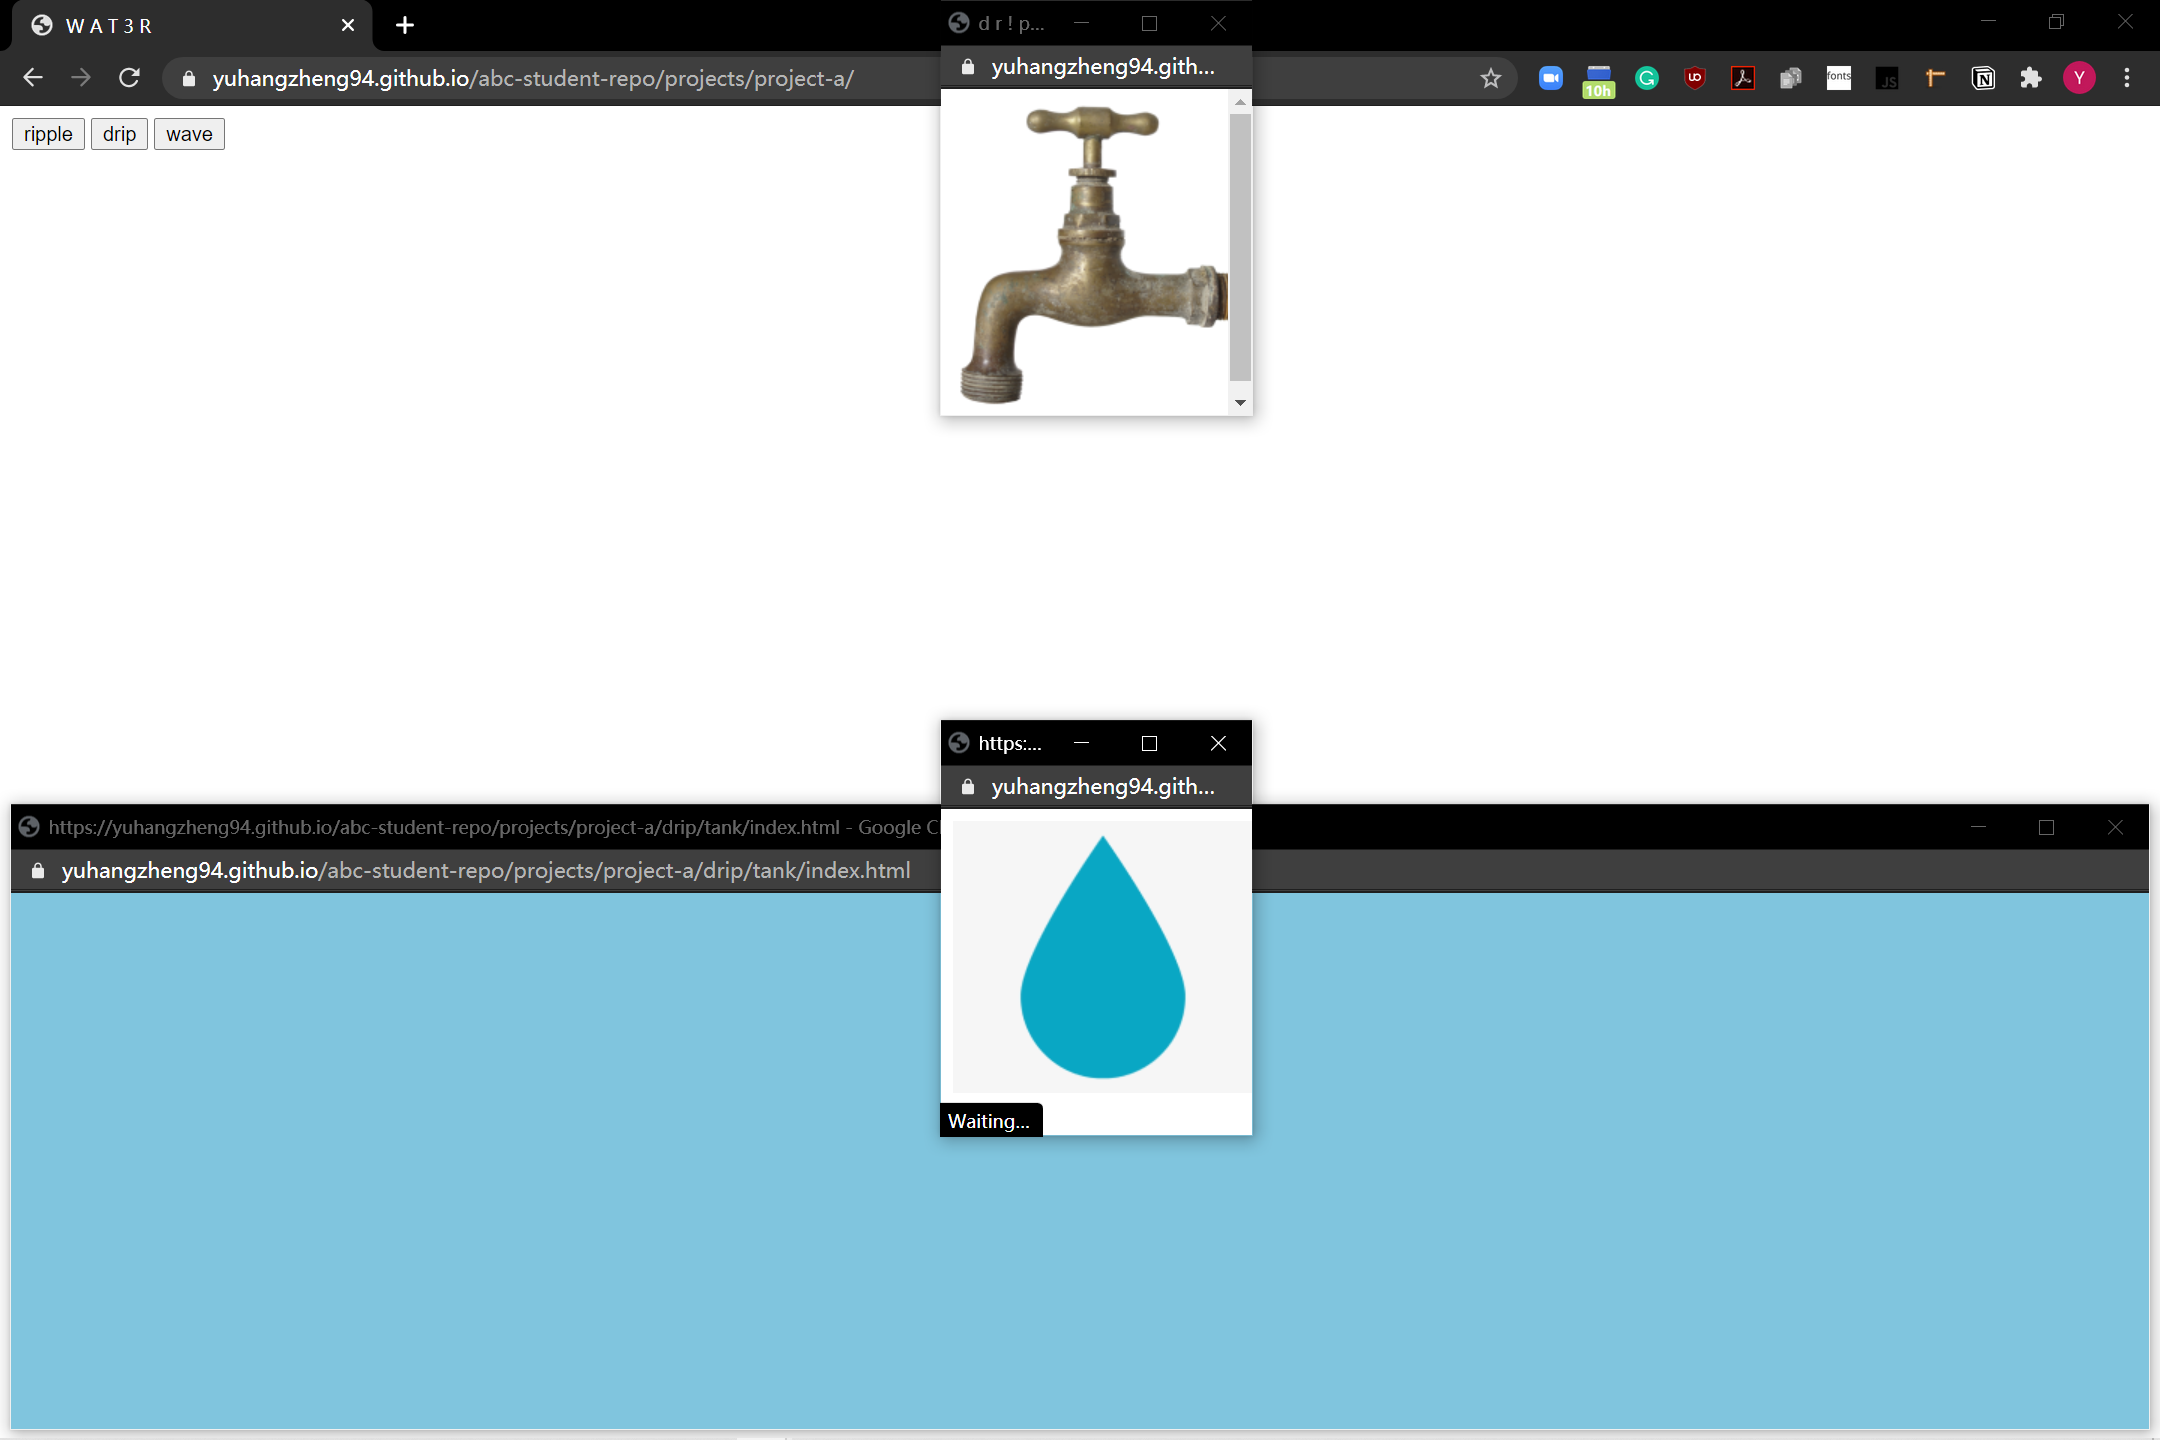 W A T 3 R
d r ! p...
yuhangzheng94.github.io/abc-student-repo/projects/project-a/
yuhangzheng94.gith...
10h
fonts
JS
Y
ripple drip wave
https:...
yuhangzheng94.gith...
https://yuhangzheng94.github.io/abc-student-repo/projects/project-a/drip/tank/index.html - Google C
yuhangzheng94.github.io/abc-student-repo/projects/project-a/drip/tank/index.html
Waiting...